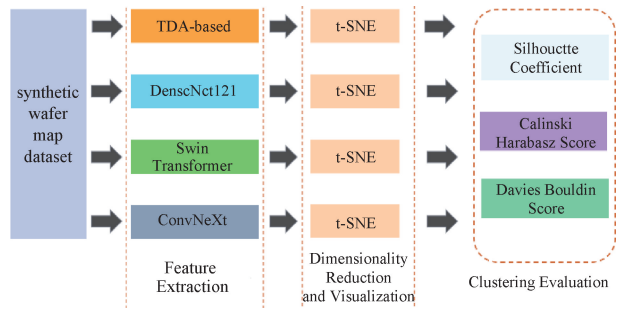 synthetic
wafer
map
dataset
TDA-based
DenscNct121
Swin
Transformer
ConvNeXt
Feature
Extraction
t-SNE
t-SNE
t-SNE
t-SNE
Dimensionality
Reduction
and Visualization
Silhouctte
Coefficient
Calinski
Harabasz Score
Davies Bouldin
Score
Clustering Evaluation